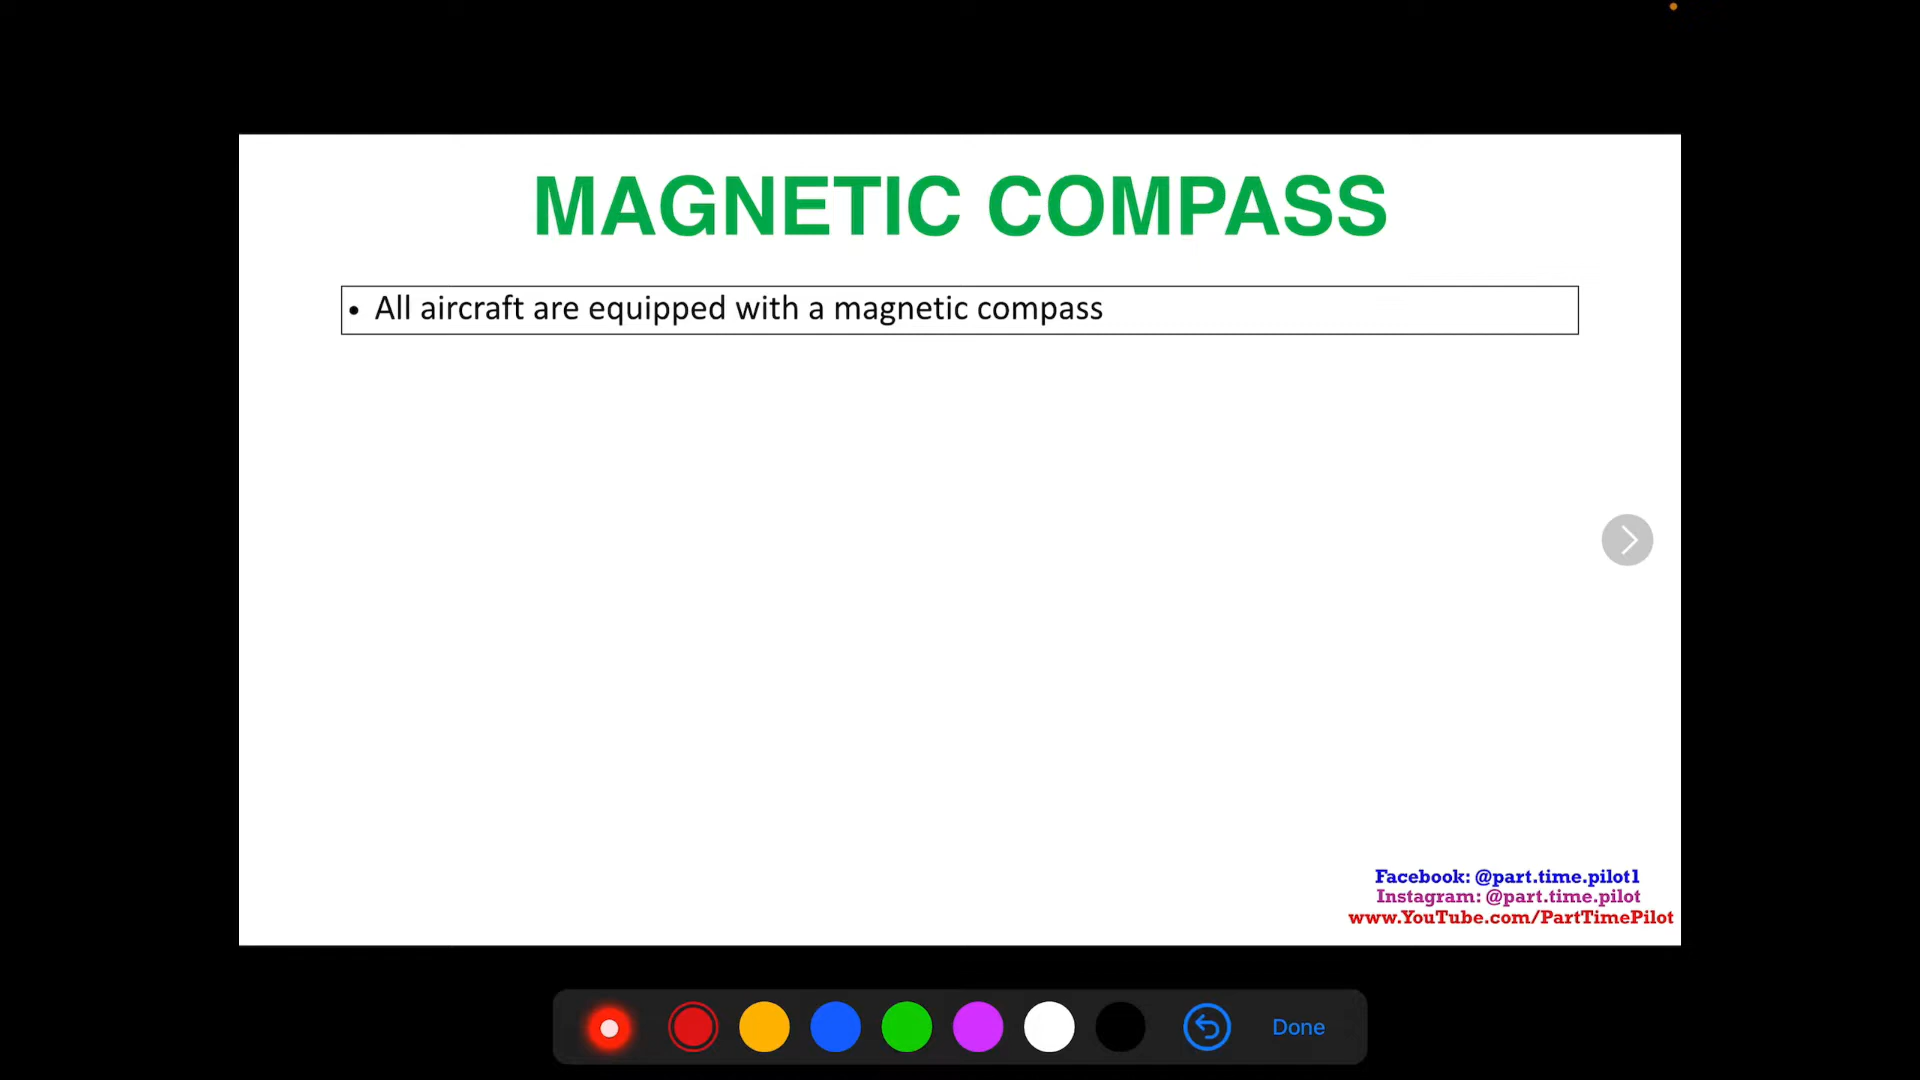 MAGNETIC COMPASS
• All aircraft are equipped with a magnetic compass
Facebook: @part.time.pilot1
Instagram: @part.time.pilot
www.YouTube.com/PartTimePilot
Done